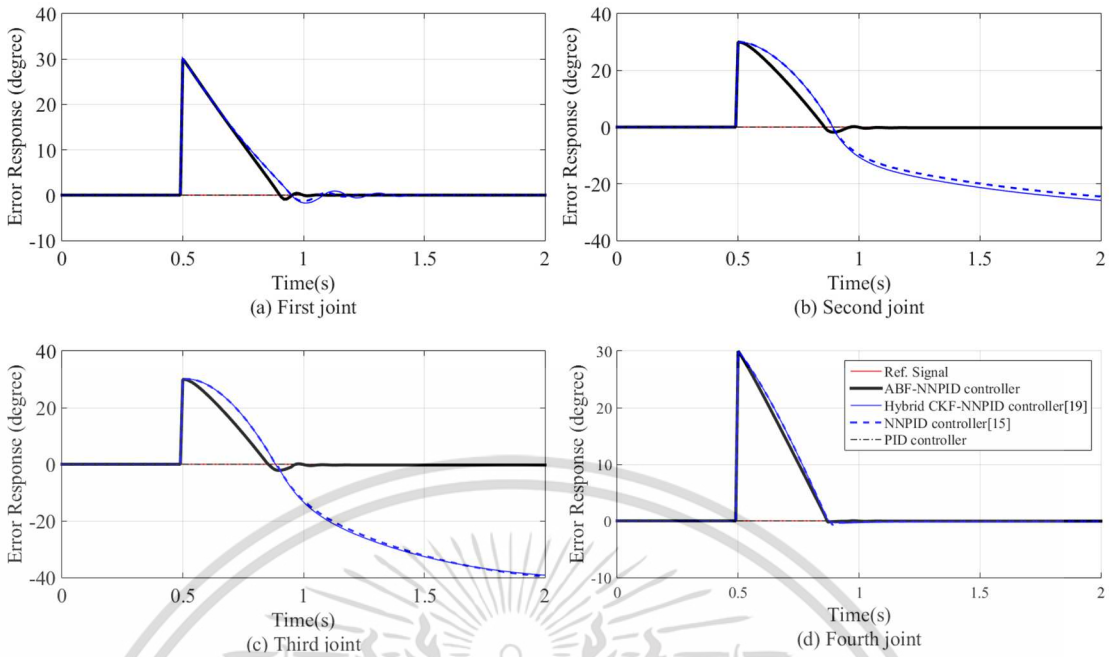 40
30
20
10
0
-10
Error Response (degree)
0 0.5 1 1.5 2
Time(s)
(a) First joint
40
20
0
-20
-40
Error Response (degree)
0 0.5 1 1.5 2
Time(s)
(b) Second joint
40
20
0
-20
-40
Error Response (degree)
0 0.5 1 1.5 2
Time(s)
(c) Third joint
30
20
10
0
-10
Error Response (degree)
Ref. Signal
ABF-NNPID controller
Hybrid CKF-NNPID controller[19]
NNPID controller[15]
PID controller
0 0.5 1 1.5 2
Time(s)
(d) Fourth joint